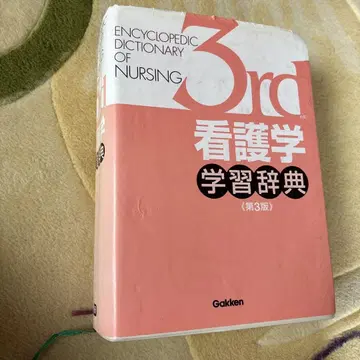 ENCYCLOPEDIC
DICTIONARY
OF
NURSING
3rd
看護学
学習辞典
《第3版》
Gakken